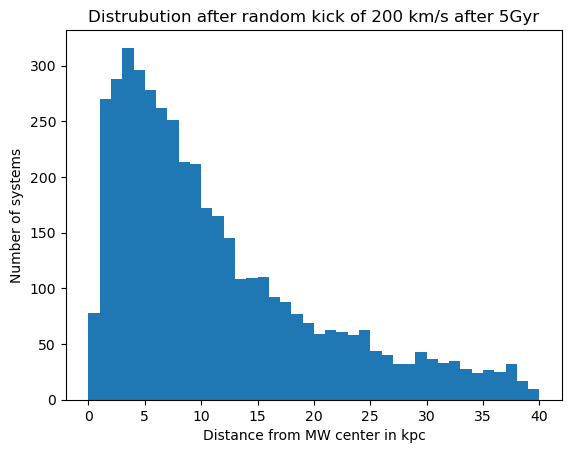 Distrubution after random kick of 200 km/s after 5Gyr
Number of systems
300
250
200
150
100
50
0
0 5 10 15 20 25 30 35 40
Distance from MW center in kpc